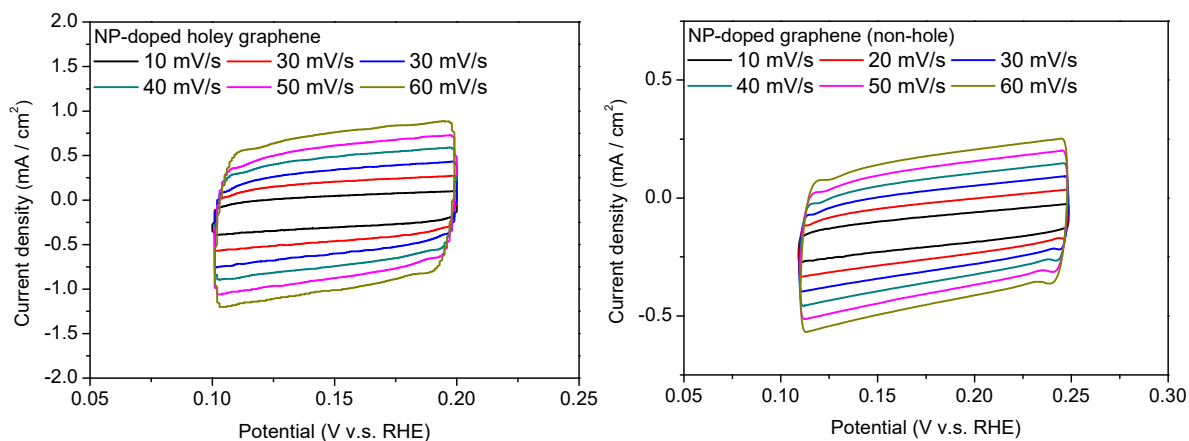 NP-doped holey graphene
10 mV/s 30 mV/s 30 mV/s
40 mV/s 50 mV/s 60 mV/s
2.0
1.5
1.0
0.5
0.0
-0.5
-1.0
-1.5
-2.0
Current density (mA / cm²)
0.05 0.10 0.15 0.20 0.25
Potential (V v.s. RHE)
NP-doped graphene (non-hole)
10 mV/s 20 mV/s 30 mV/s
40 mV/s 50 mV/s 60 mV/s
0.5
0.0
-0.5
Current density (mA / cm²)
0.05 0.10 0.15 0.20 0.25 0.30
Potential (V v.s. RHE)